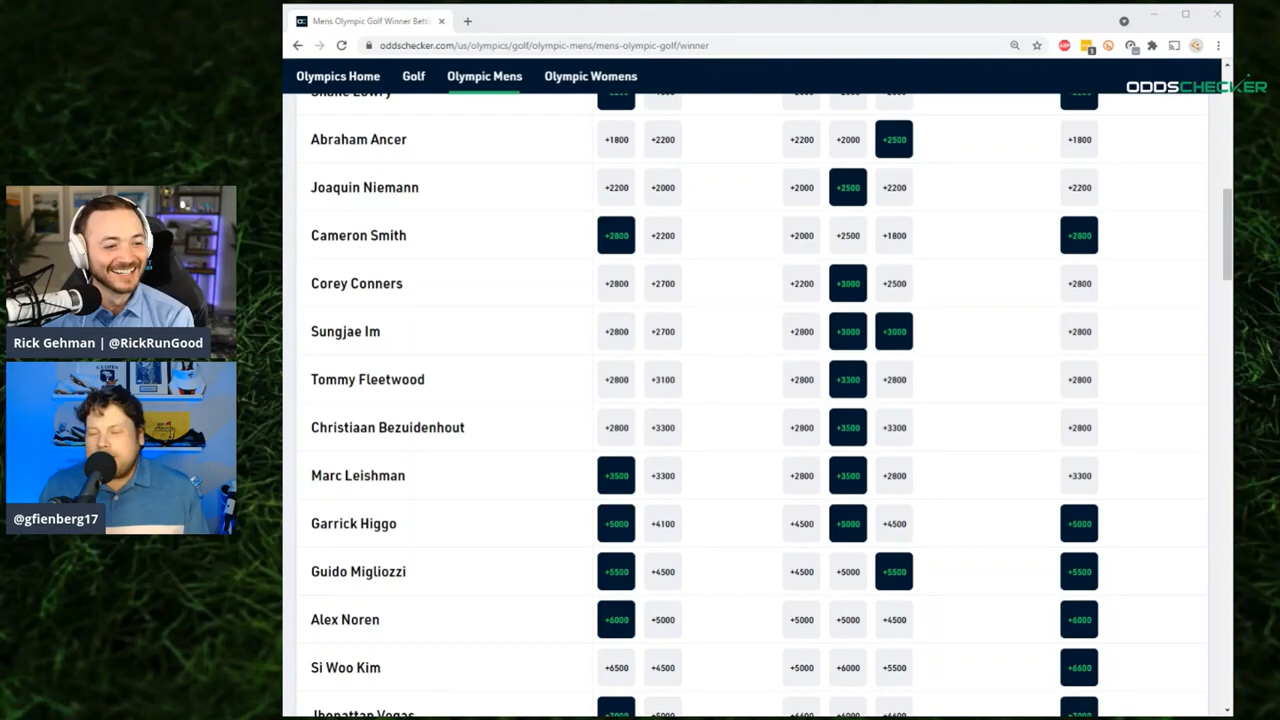 Mens Olympic Golf Winner Betti
oddschecker.com/us/olympics/golf/olympic-mens/mens-olympic-golf/winner
Olympics Home Golf Olympic Mens Olympic Womens
ODDSCHECKER
Shane Lowry
Abraham Ancer +1800 +2200 +2200 +2000 +2500 +1800
Joaquin Niemann +2200 +2000 +2000 +2500 +2200 +2200
Cameron Smith +2800 +2200 +2000 +2500 +1800 +2800
Corey Conners +2800 +2700 +2200 +3000 +2500 +2800
Sungjae Im +2800 +2700 +2800 +3000 +3000 +2800
Tommy Fleetwood +2800 +3100 +2800 +3300 +2800 +2800
Christiaan Bezuidenhout +2800 +3300 +2800 +3500 +3300 +2800
Marc Leishman +3500 +3300 +2800 +3500 +2800 +3300
Garrick Higgo +5000 +4100 +4500 +5000 +4500 +5000
Guido Migliozzi +5500 +4500 +4500 +5000 +5500 +5500
Alex Noren +6000 +5000 +5000 +5000 +4500 +6000
Si Woo Kim +6500 +4500 +5000 +6000 +5500 +6600
Jhonattan Vegas
Rick Gehman | @RickRunGood
@gfienberg17